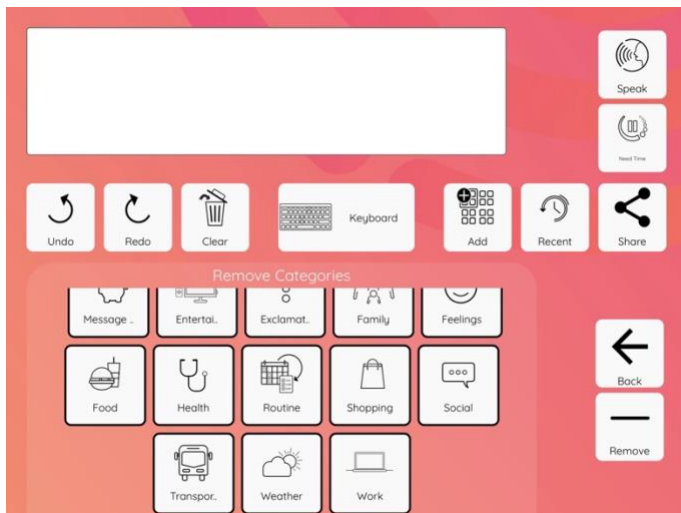 Speak
Need Time
Undo
Redo
Clear
Keyboard
Add
Recent
Share
Remove Categories
Message ..
Entertai..
Exclamat..
Family
Feelings
Food
Health
Routine
Shopping
Social
Back
Remove
Transpor..
Weather
Work